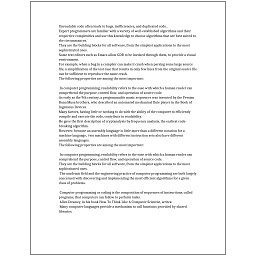 Unreadable code often leads to bugs, inefficiencies, and duplicated code.
Expert programmers are familiar with a variety of well-established algorithms and their
respective complexities and use this knowledge to choose algorithms that are best suited to
the circumstances.
They are the building blocks for all software, from the simplest applications to the most
sophisticated ones.
Some text editors such as Emacs allow GDB to be invoked through them, to provide a visual
environment.
For example, when a bug in a compiler can make it crash when parsing some large source
file, a simplification of the test case that results in only few lines from the original source file
can be sufficient to reproduce the same crash.
The following properties are among the most important:
In computer programming, readability refers to the ease with which a human reader can
comprehend the purpose, control flow, and operation of source code.
As early as the 9th century, a programmable music sequencer was invented by the Persian
Banu Musa brothers, who described an automated mechanical flute player in the Book of
Ingenious Devices.
Many factors, having little or nothing to do with the ability of the computer to efficiently
compile and execute the code, contribute to readability.
He gave the first description of cryptanalysis by frequency analysis, the earliest code-
breaking algorithm.
However, because an assembly language is little more than a different notation for a
machine language, two machines with different instruction sets also have different
assembly languages.
The following properties are among the most important:
In computer programming, readability refers to the ease with which a human reader can
comprehend the purpose, control flow, and operation of source code.
They are the building blocks for all software, from the simplest applications to the most
sophisticated ones.
The academic field and the engineering practice of computer programming are both largely
concerned with discovering and implementing the most efficient algorithms for a given
class of problems.
Computer programming or coding is the composition of sequences of instructions, called
programs, that computers can follow to perform tasks.
Allen Downey, in his book How To Think Like A Computer Scientist, writes:
Many computer languages provide a mechanism to call functions provided by shared
libraries.